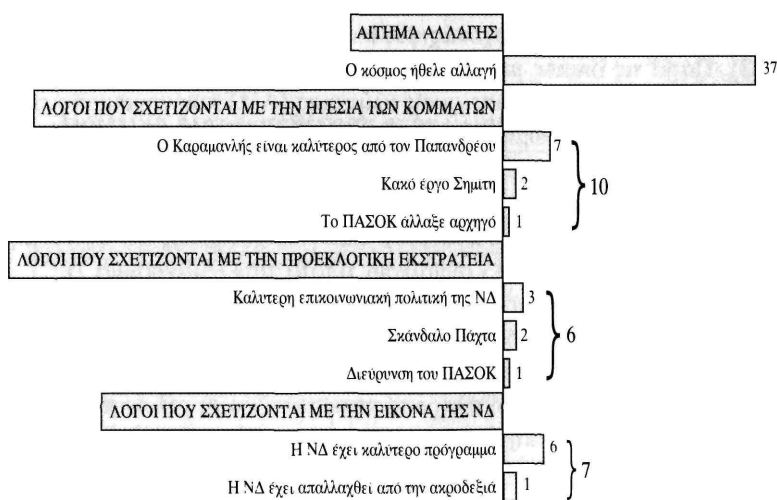 ΑΙΤΗΜΑ ΑΛΛΑΓΗΣ
Ο κόσμος ήθελε αλλαγή 37
ΛΟΓΟΙ ΠΟΥ ΣΧΕΤΙΖΟΝΤΑΙ ΜΕ ΤΗΝ ΗΓΕΣΙΑ ΤΩΝ ΚΟΜΜΑΤΩΝ
Ο Καραμανλής είναι καλύτερος από τον Παπανδρέου 7
Κακό έργο Σημιτη 2 10
Το ΠΑΣΟΚ άλλαξε αρχηγό 1
ΛΟΓΟΙ ΠΟΥ ΣΧΕΤΙΖΟΝΤΑΙ ΜΕ ΤΗΝ ΠΡΟΕΚΛΟΓΙΚΗ ΕΚΣΤΡΑΤΕΙΑ
Καλυτερη επικοινωνιακή πολιτική της ΝΔ 3
Σκάνδαλο Πάχτα 2 6
Διεύρυνση του ΠΑΣΟΚ 1
ΛΟΓΟΙ ΠΟΥ ΣΧΕΤΙΖΟΝΤΑΙ ΜΕ ΤΗΝ ΕΙΚΟΝΑ ΤΗΣ ΝΔ
Η ΝΔ έχει καλύτερο πρόγραμμα 6
7
Η ΝΔ έχει απαλλαχθεί από την ακροδεξιά 1